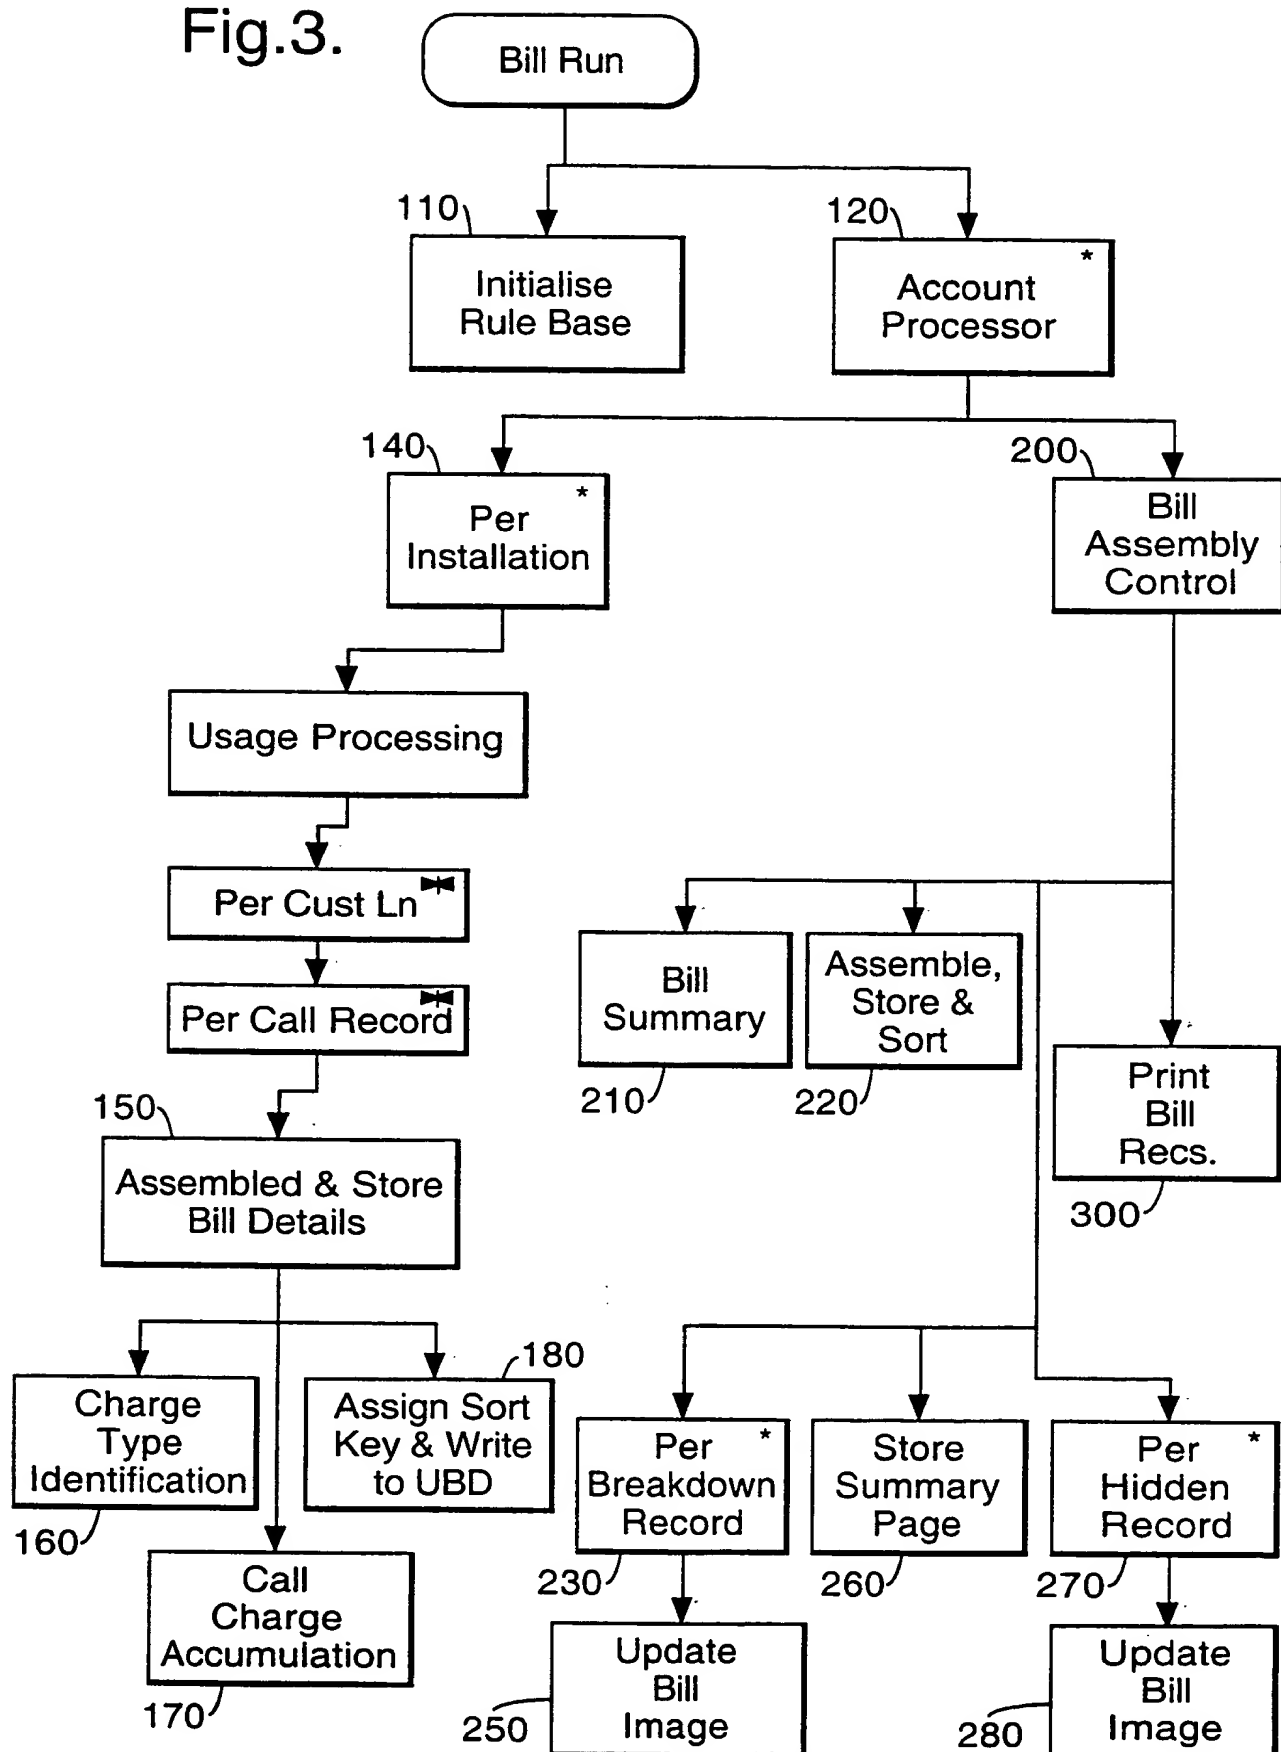 Fig.3.
Bill Run
110
120
Initialise
Rule Base
*
Account
Processor
140
200
*
Per
Installation
Bill
Assembly
Control
Usage Processing
Per Cust Ln
Per Call Record
Bill
Summary
210
Assemble,
Store &
Sort
220
Print
Bill
Recs.
300
150
Assembled & Store
Bill Details
180
Charge
Type
Identification
160
Assign Sort
Key & Write
to UBD
Call
Charge
Accumulation
170
*
Per
Breakdown
Record
230
Store
Summary
Page
260
*
Per
Hidden
Record
270
Update
Bill
Image
250
Update
Bill
Image
280